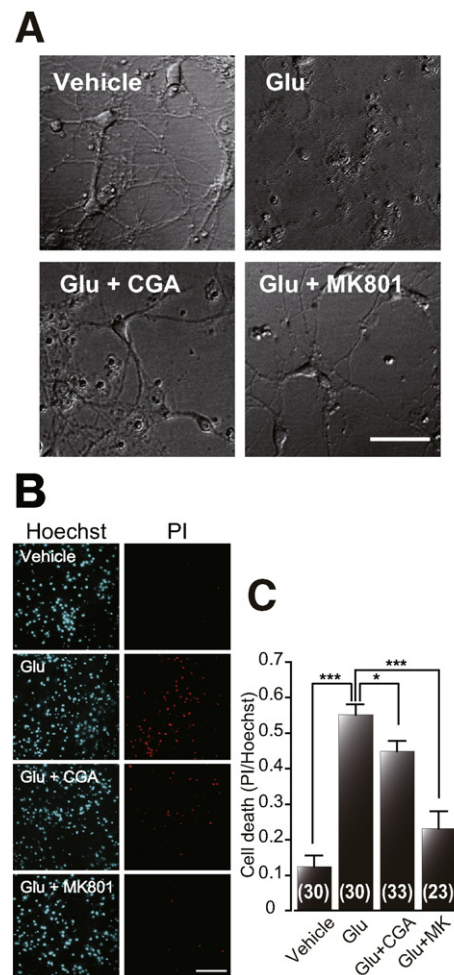 A
Vehicle
Glu
Glu + CGA
Glu + MK801
B
Hoechst
PI
Vehicle
Glu
Glu + CGA
Glu + MK801
C
Cell death (PI/Hoechst)
0.7
0.6
0.5
0.4
0.3
0.2
0.1
0
***
*
***
(30)
(30)
(33)
(23)
Vehicle
Glu
Glu+CGA
Glu+MK